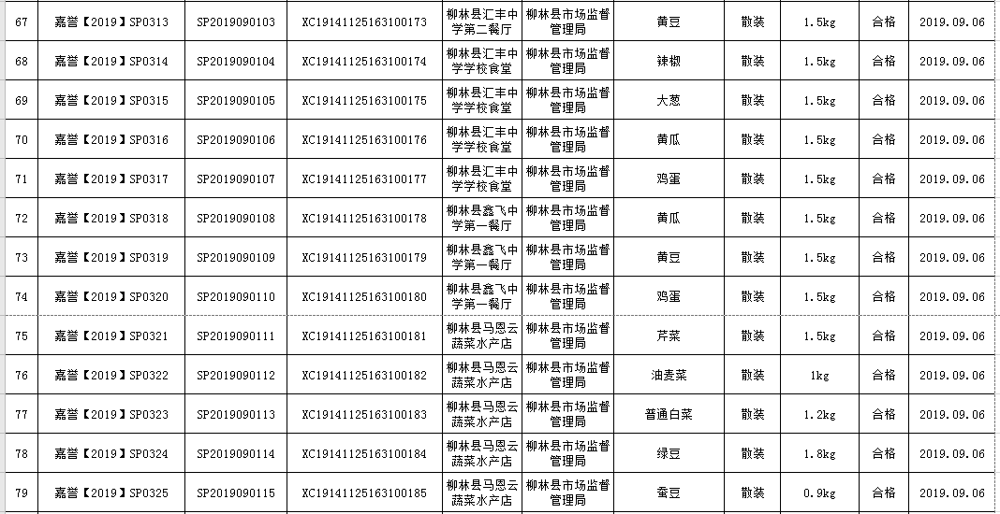 67 嘉誉【2019】SP0313 SP2019090103 XC19141125163100173 柳林县汇丰中学第二餐厅 柳林县市场监督管理局 黄豆 散装 1.5kg 合格 2019.09.06
68 嘉誉【2019】SP0314 SP2019090104 XC19141125163100174 柳林县汇丰中学学校食堂 柳林县市场监督管理局 辣椒 散装 1.5kg 合格 2019.09.06
69 嘉誉【2019】SP0315 SP2019090105 XC19141125163100175 柳林县汇丰中学学校食堂 柳林县市场监督管理局 大葱 散装 1.5kg 合格 2019.09.06
70 嘉誉【2019】SP0316 SP2019090106 XC19141125163100176 柳林县汇丰中学学校食堂 柳林县市场监督管理局 黄瓜 散装 1.5kg 合格 2019.09.06
71 嘉誉【2019】SP0317 SP2019090107 XC19141125163100177 柳林县汇丰中学学校食堂 柳林县市场监督管理局 鸡蛋 散装 1.5kg 合格 2019.09.06
72 嘉誉【2019】SP0318 SP2019090108 XC19141125163100178 柳林县鑫飞中学第一餐厅 柳林县市场监督管理局 黄瓜 散装 1.5kg 合格 2019.09.06
73 嘉誉【2019】SP0319 SP2019090109 XC19141125163100179 柳林县鑫飞中学第一餐厅 柳林县市场监督管理局 黄豆 散装 1.5kg 合格 2019.09.06
74 嘉誉【2019】SP0320 SP2019090110 XC19141125163100180 柳林县鑫飞中学第一餐厅 柳林县市场监督管理局 鸡蛋 散装 1.5kg 合格 2019.09.06
75 嘉誉【2019】SP0321 SP2019090111 XC19141125163100181 柳林县马恩云蔬菜水产店 柳林县市场监督管理局 芹菜 散装 1.5kg 合格 2019.09.06
76 嘉誉【2019】SP0322 SP2019090112 XC19141125163100182 柳林县马恩云蔬菜水产店 柳林县市场监督管理局 油麦菜 散装 1kg 合格 2019.09.06
77 嘉誉【2019】SP0323 SP2019090113 XC19141125163100183 柳林县马恩云蔬菜水产店 柳林县市场监督管理局 普通白菜 散装 1.2kg 合格 2019.09.06
78 嘉誉【2019】SP0324 SP2019090114 XC19141125163100184 柳林县马恩云蔬菜水产店 柳林县市场监督管理局 绿豆 散装 1.8kg 合格 2019.09.06
79 嘉誉【2019】SP0325 SP2019090115 XC19141125163100185 柳林县马恩云蔬菜水产店 柳林县市场监督管理局 蚕豆 散装 0.9kg 合格 2019.09.06